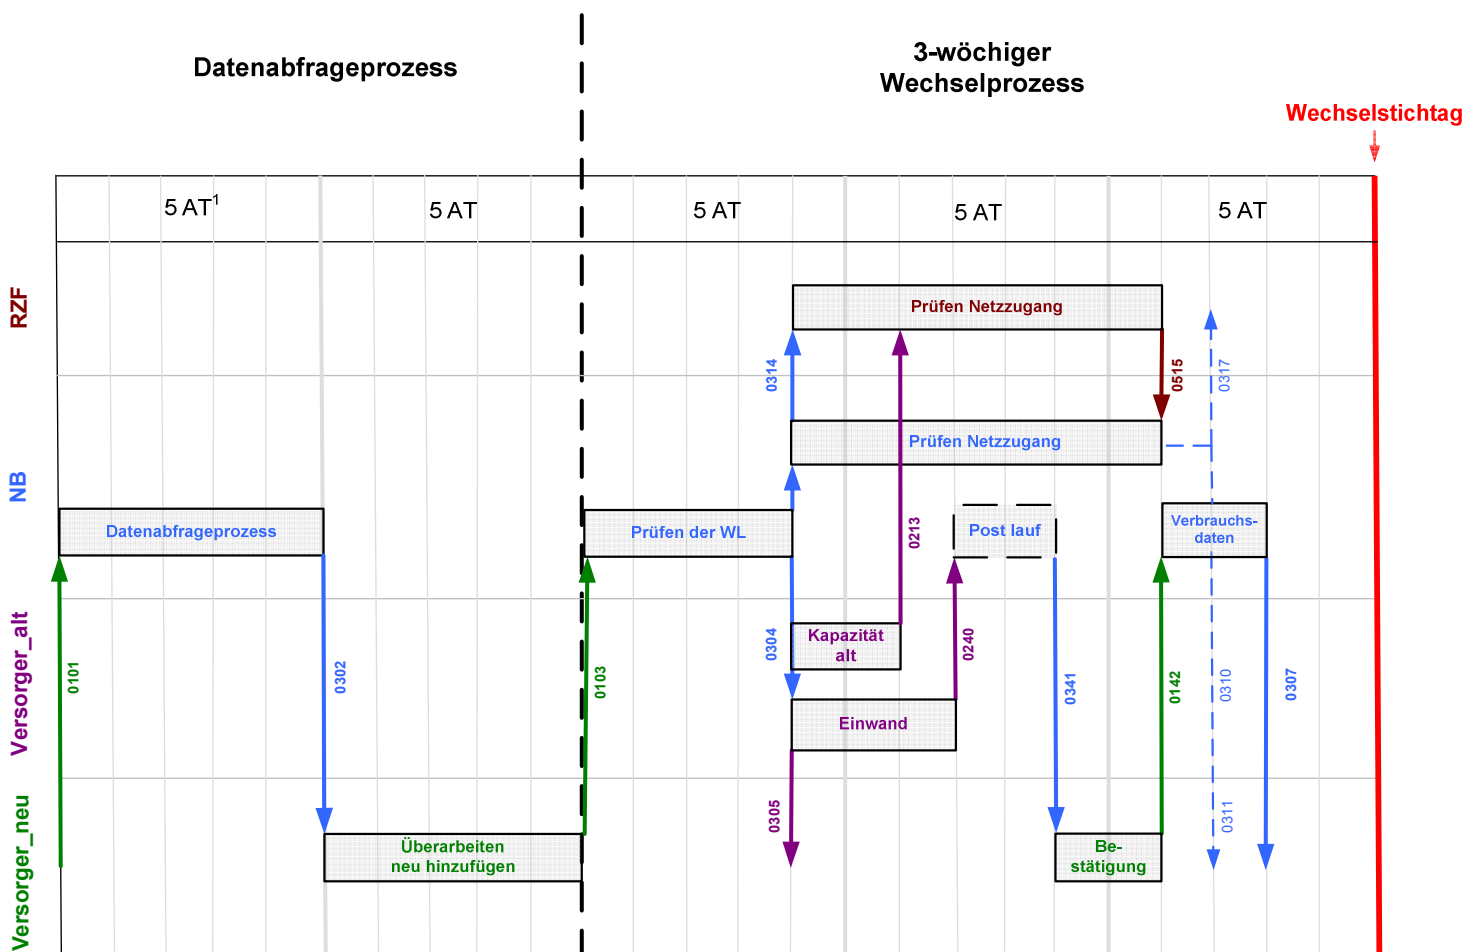 Datenabfrageprozess
3-wöchiger
Wechselprozess
Wechselstichtag
5 AT¹
5 AT
5 AT
5 AT
5 AT
RZF
Prüfen Netzzugang
0314
0515
0317
NB
Prüfen Netzzugang
Datenabfrageprozess
Prüfen der WL
0213
Post lauf
Verbrauchs-
daten
Versorger_alt
0101
0302
0103
0304
Kapazität
alt
0240
0341
0142
0310
0307
Einwand
Versorger_neu
0305
0311
Überarbeiten
neu hinzufügen
Be-
stätigung